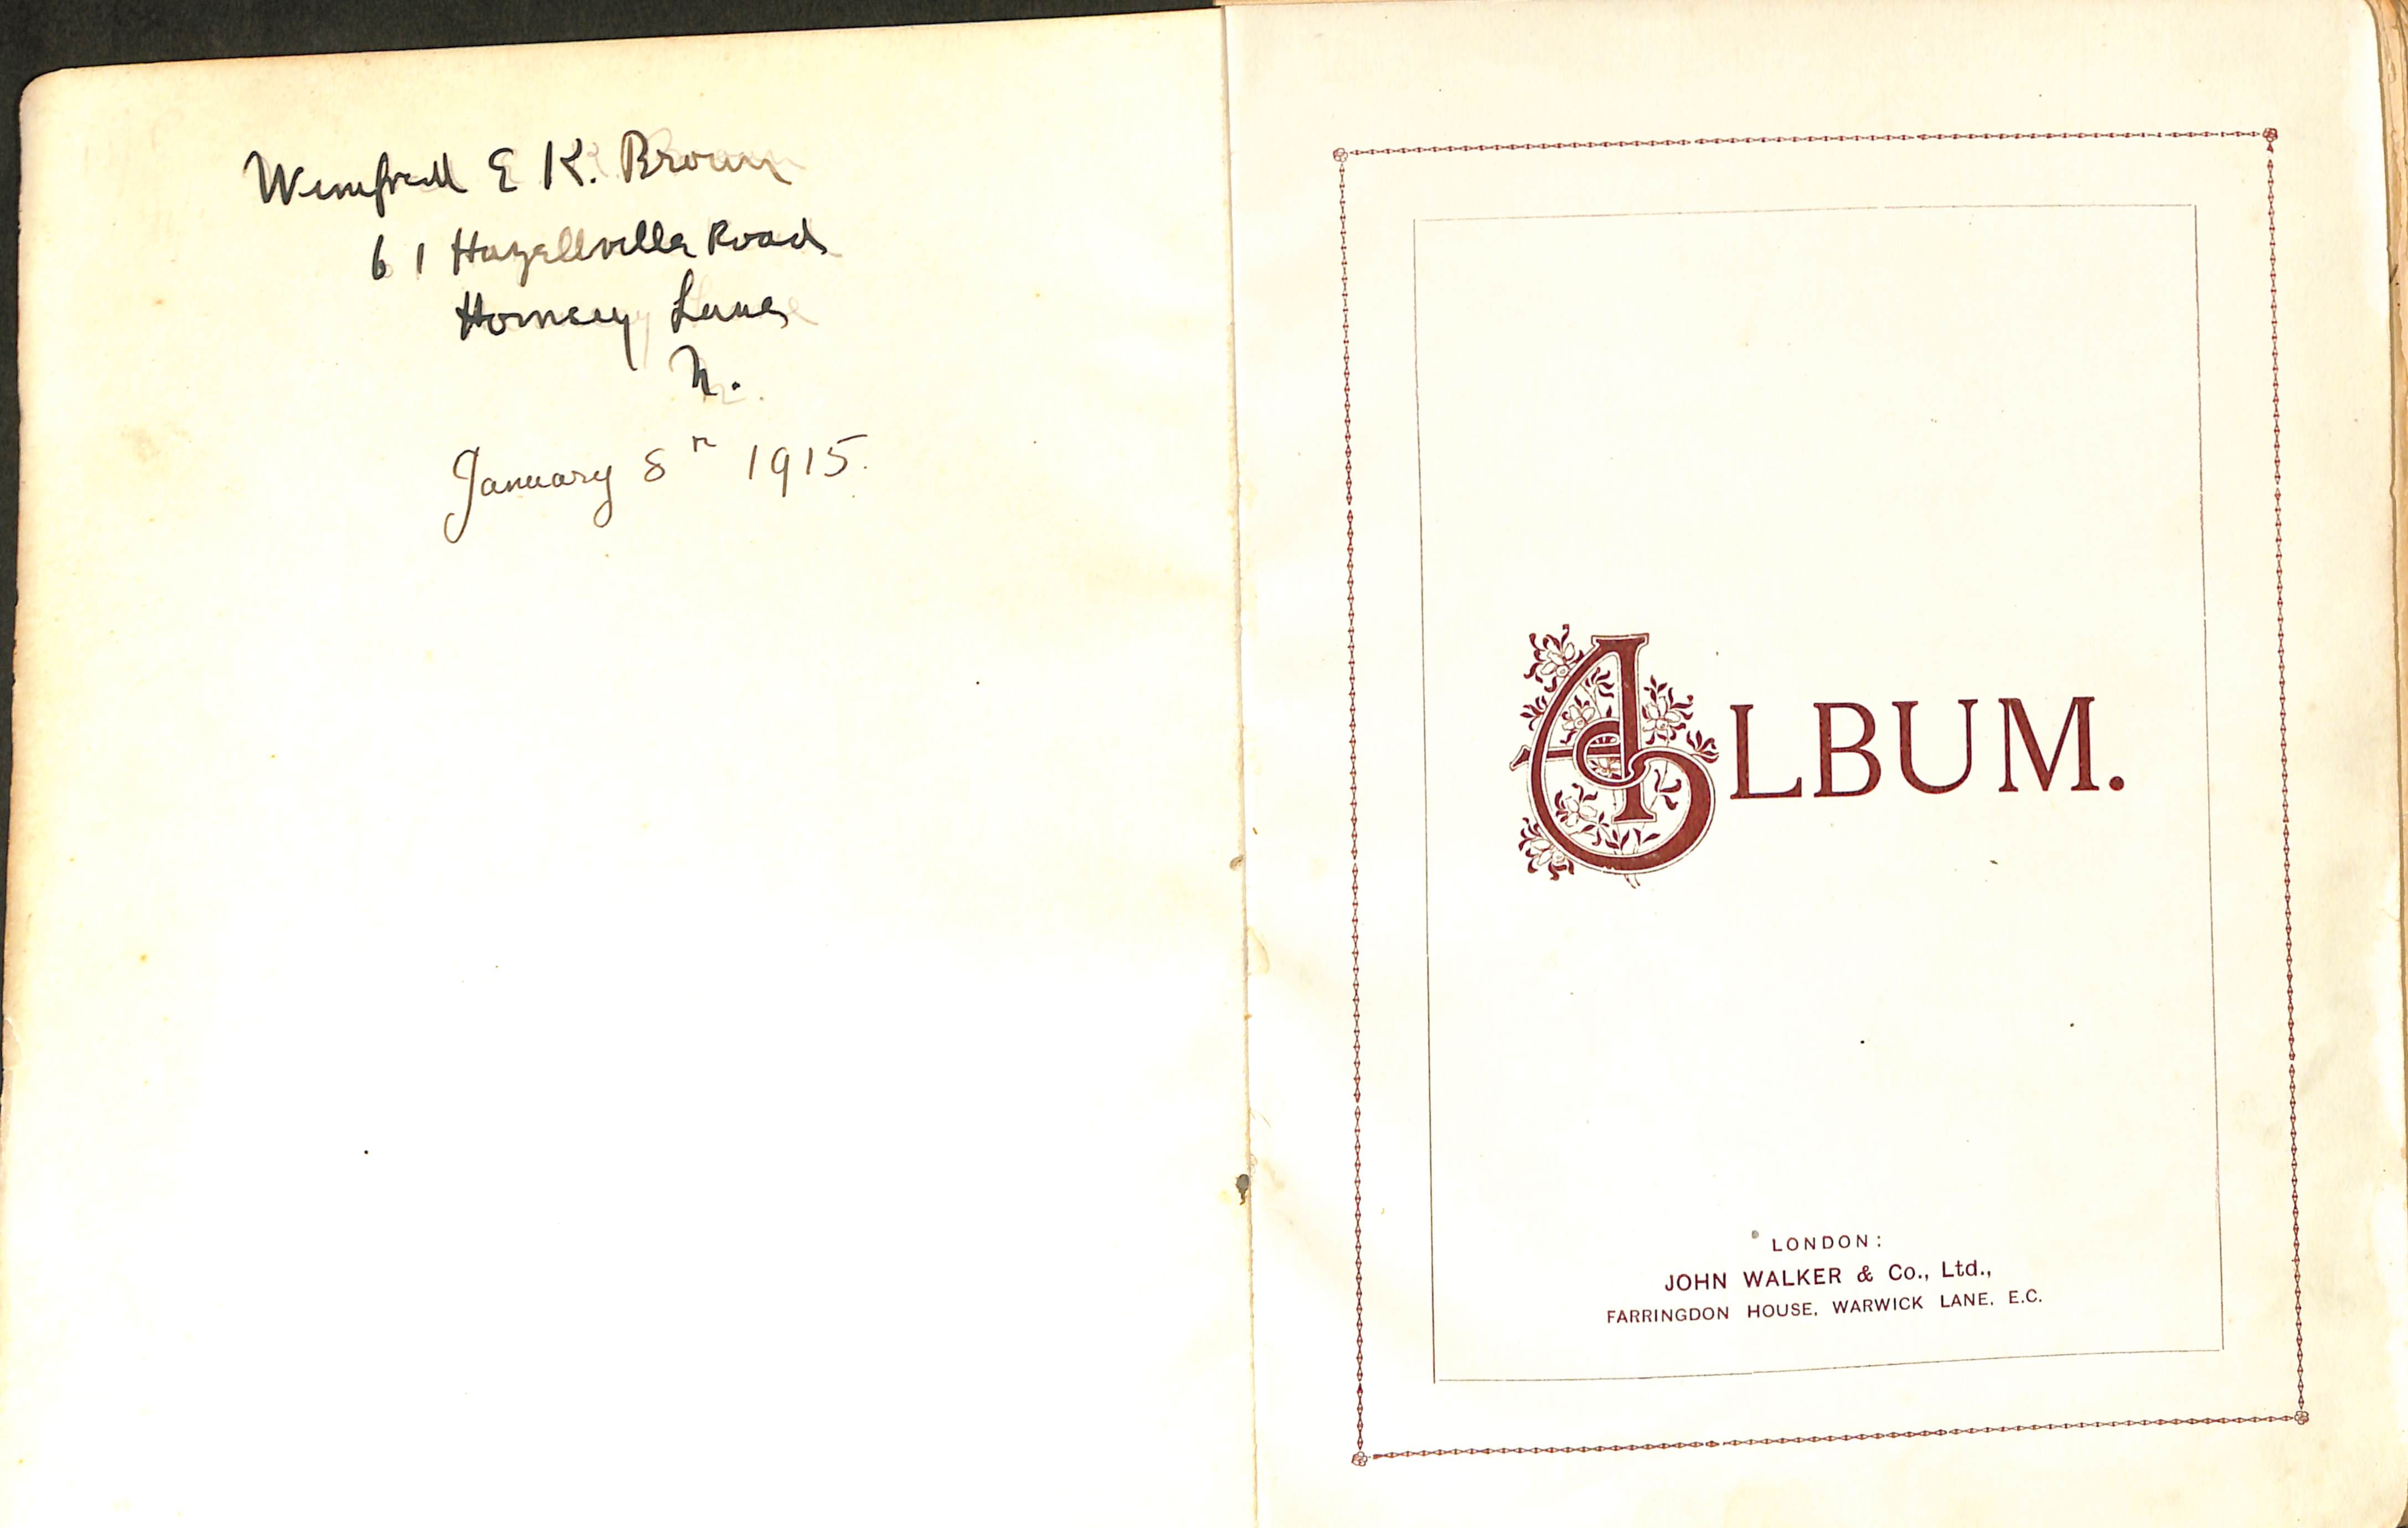 Winifred E K. Brown
61 Hazellville Road
Hornsey Lane
N.
January 8th 1915.
ALBUM.
LONDON:
JOHN WALKER & Co., Ltd.,
FARRINGDON HOUSE, WARWICK LANE, E.C.